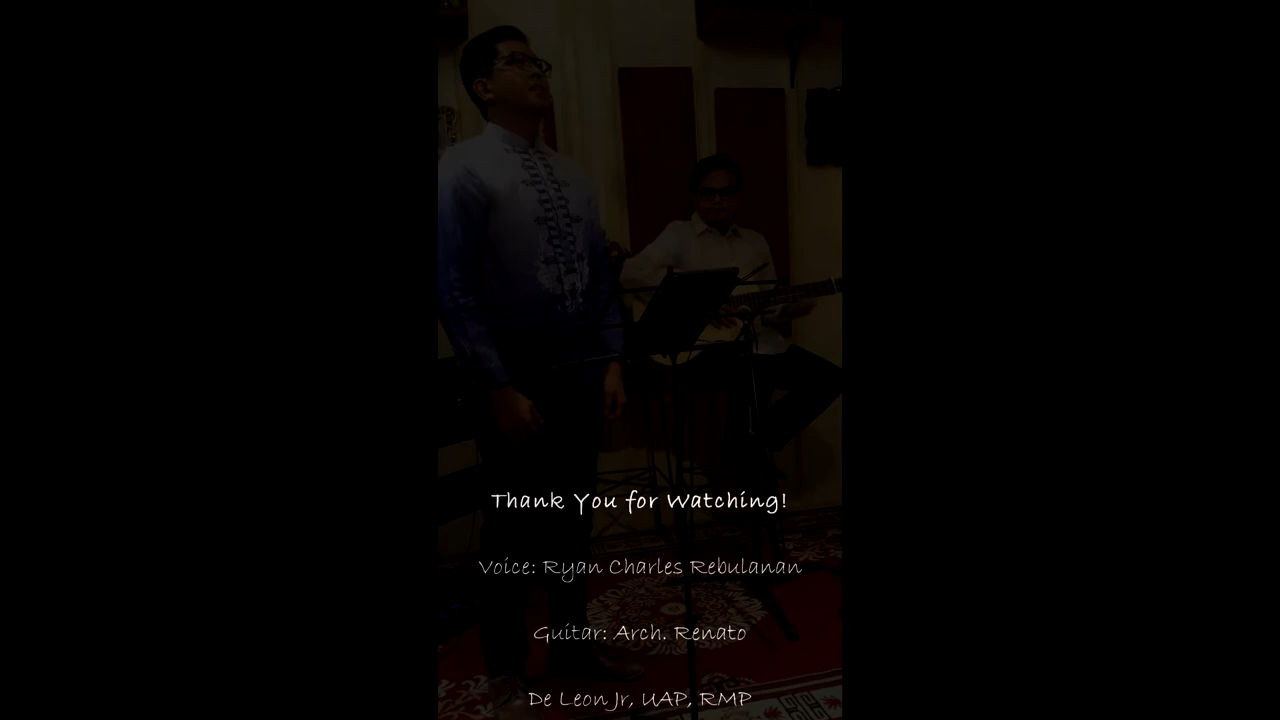 Thank You for Watching!
Voice: Ryan Charles Rebulanan
Guitar: Arch. Renato
De Leon Jr, UAP, RMP